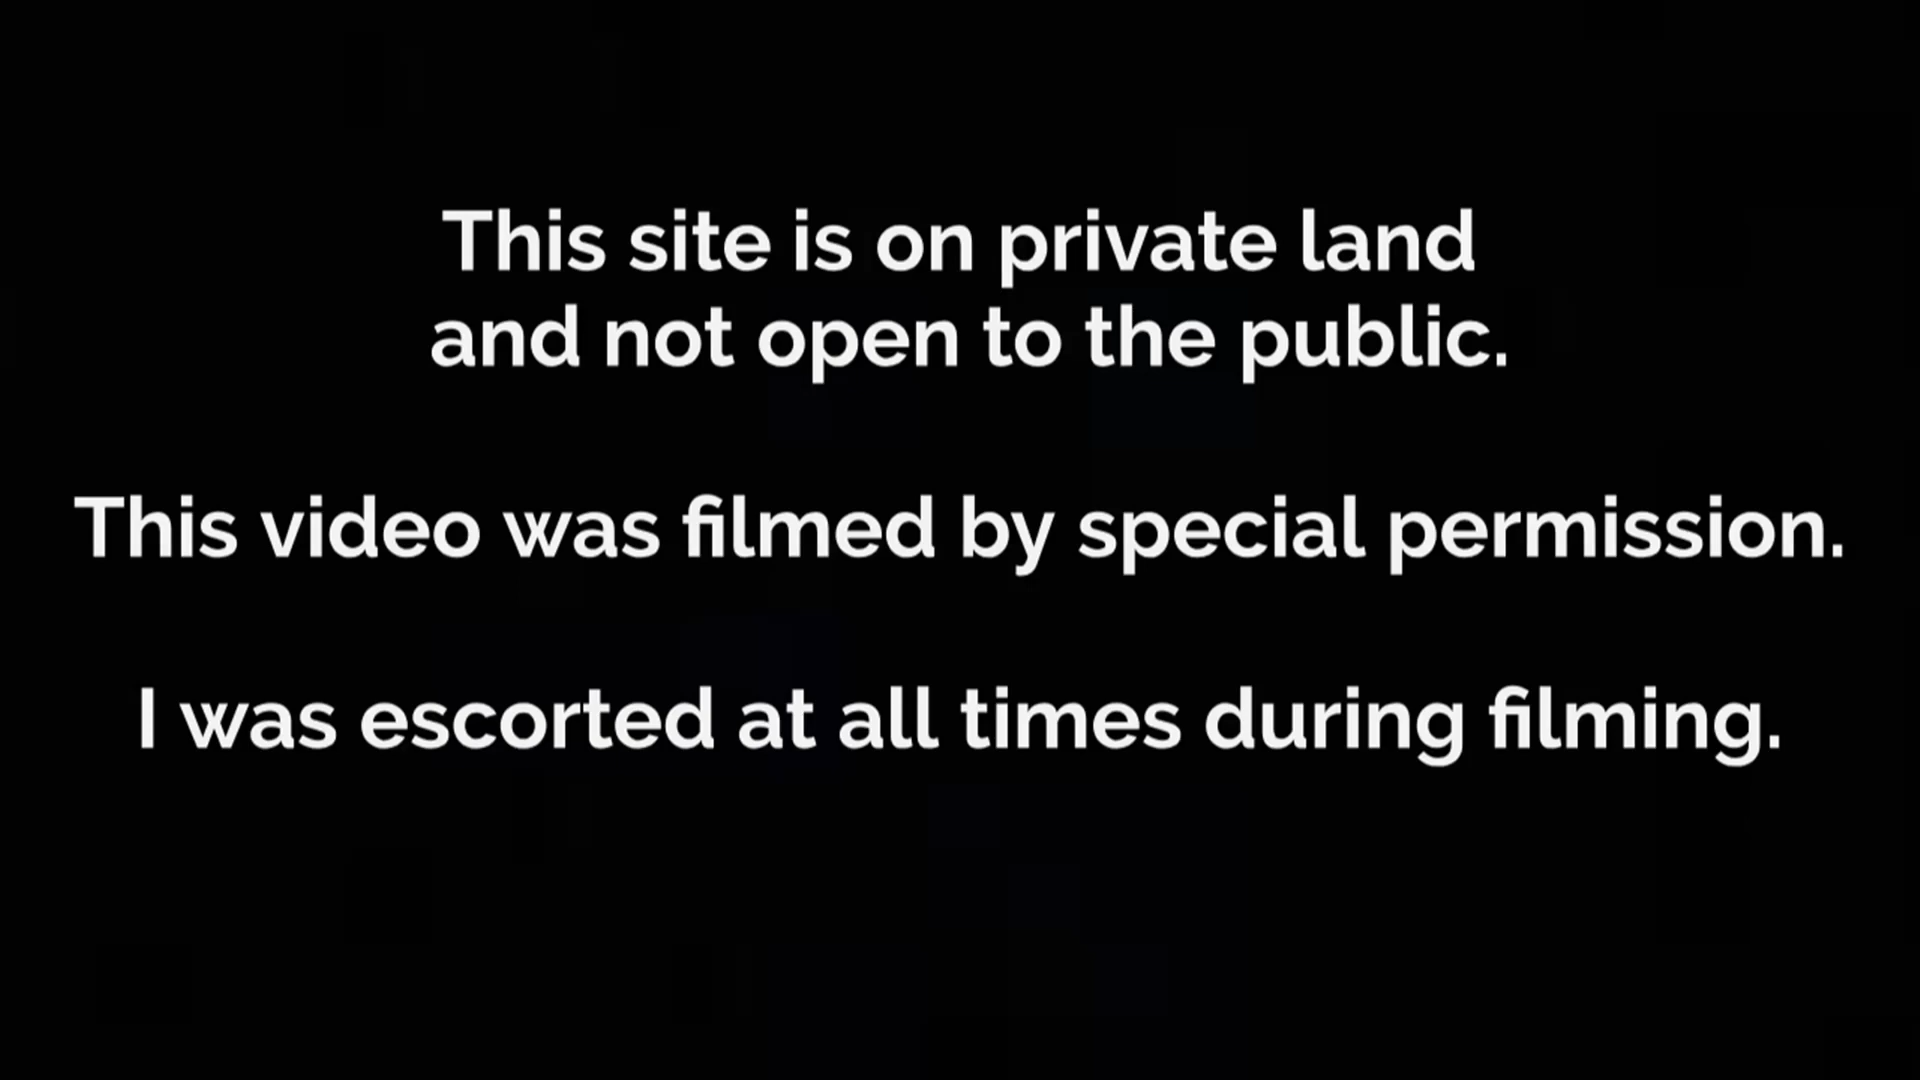 This site is on private land
and not open to the public.
This video was filmed by special permission.
I was escorted at all times during filming.